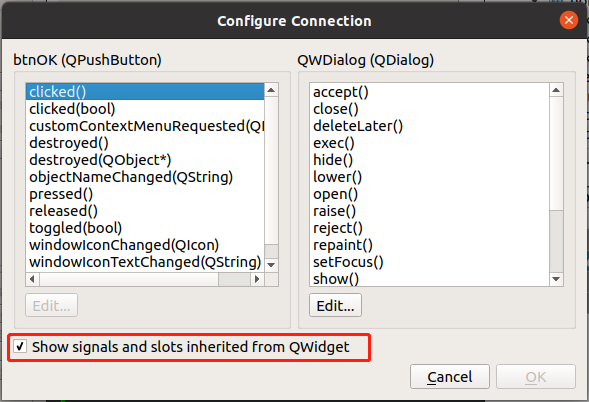 Configure Connection
btnOK (QPushButton)
QWDialog (QDialog)
clicked()
clicked(bool)
customContextMenuRequested(
destroyed()
destroyed(QObject*)
objectNameChanged(QString)
pressed()
released()
toggled(bool)
windowIconChanged(QIcon)
windowIconTextChanged(QString)
Edit...
accept()
close()
deleteLater()
exec()
hide()
lower()
open()
raise()
reject()
repaint()
setFocus()
show()
Edit...
Show signals and slots inherited from QWidget
Cancel
OK